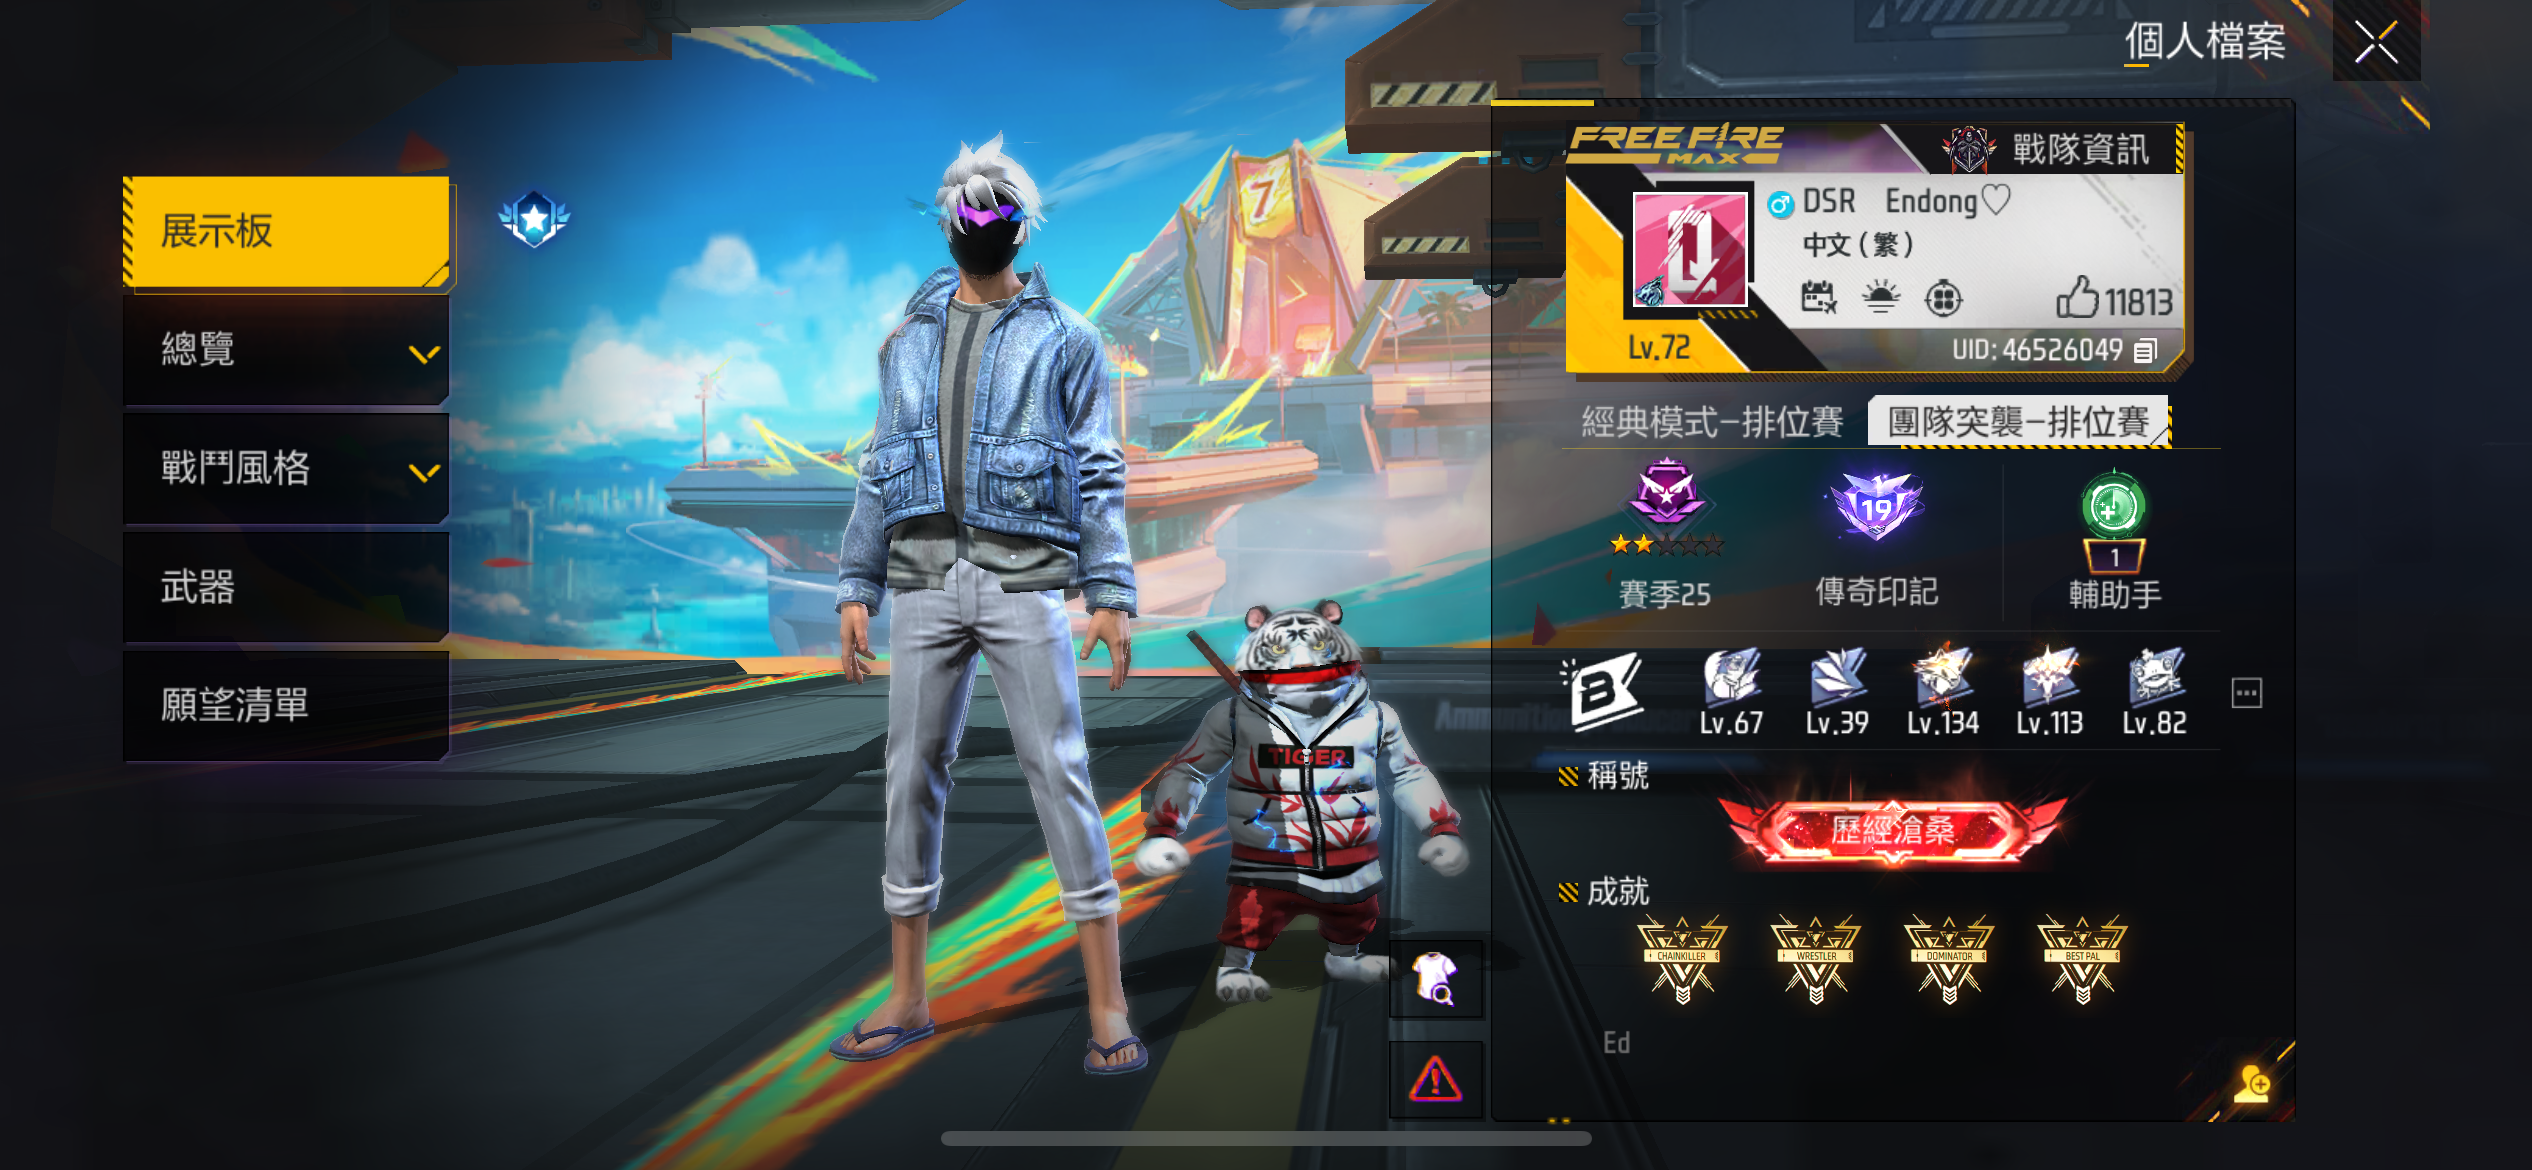 個人檔案
展示板
總覽
戰鬥風格
武器
願望清單
7
FREE FIRE
MAX
戰隊資訊
DSR Endong♡
中文(繁)
11813
Lv.72
UID: 46526049
經典模式-排位賽
團隊突襲-排位賽
19
1
賽季25
傳奇印記
輔助手
B
Lv.67
Lv.39
Lv.134
Lv.113
Lv.82
稱號
歷經滄桑
成就
CHAINKILLER
WRESTLER
DOMINATOR
BEST PAL
Ed
TIGER